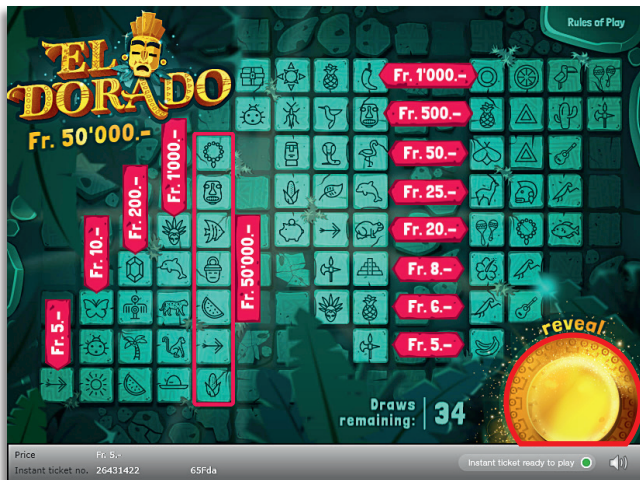 Rules of Play
EL
DORADO
Fr. 50'000.-
Fr. 1'000.-
Fr. 500.-
Fr. 50.-
Fr. 25.-
Fr. 20.-
Fr. 8.-
Fr. 6.-
Fr. 5.-
Fr. 1'000.-
Fr. 200.-
Fr. 10.-
Fr. 5.-
Fr. 50'000.-
reveal
Draws
remaining: 34
Price Fr. 5.-
Instant ticket no. 26431422 65Fda
Instant ticket ready to play